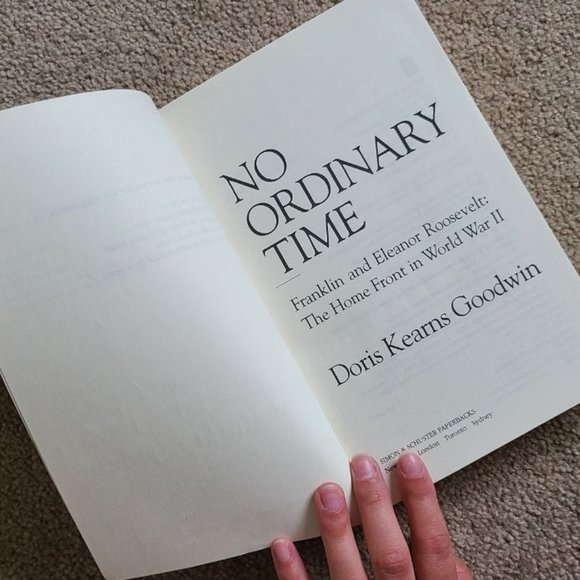 NO
ORDINARY
TIME
Franklin and Eleanor Roosevelt:
The Home Front in World War II
Doris Kearns Goodwin
SIMON & SCHUSTER PAPERBACKS
London Toronto Sydney